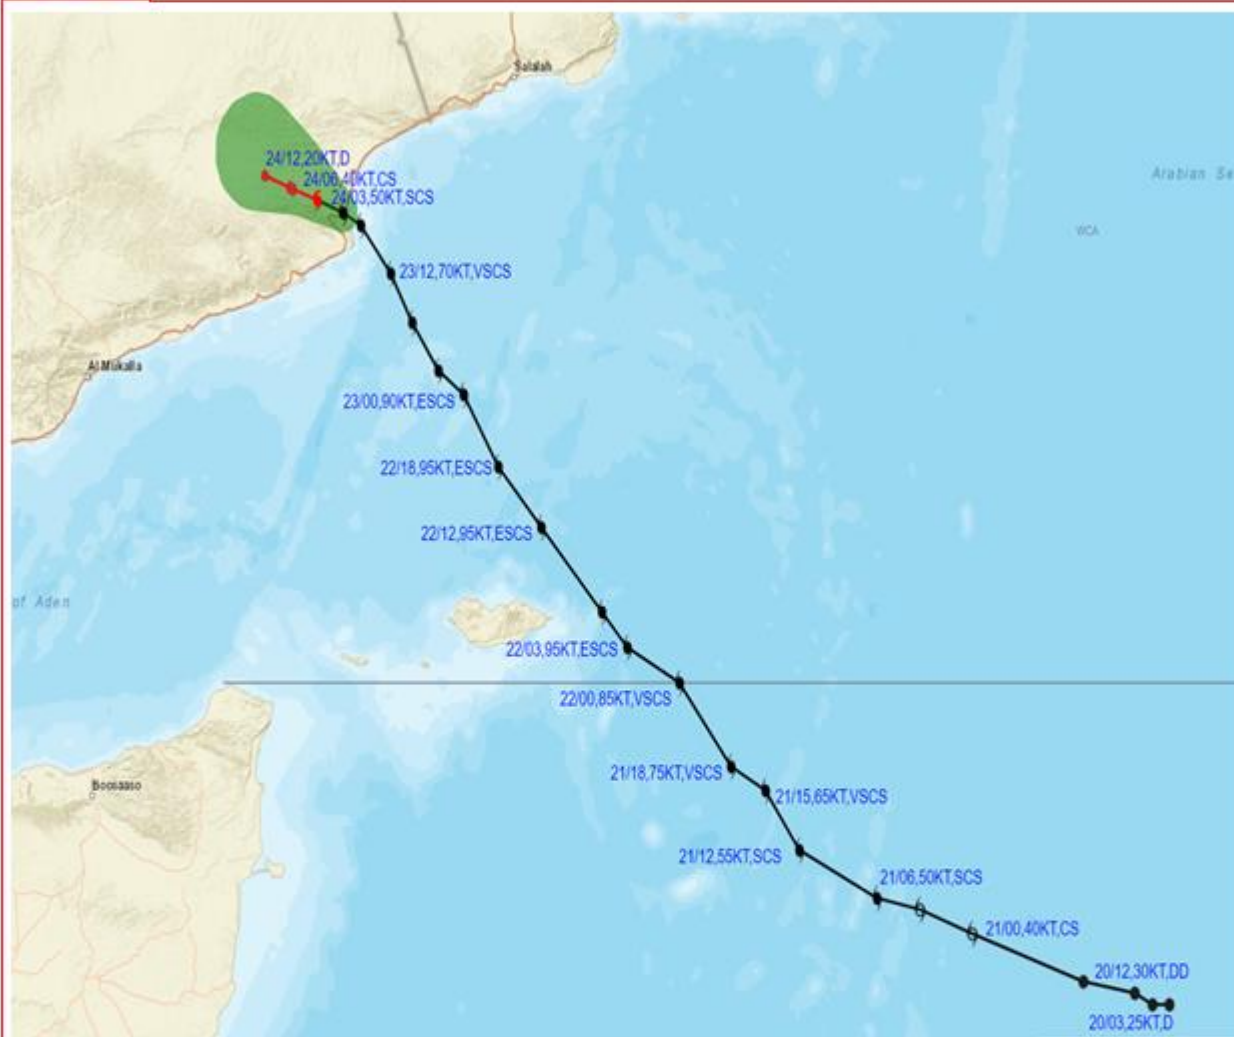 Salalah
24/12,20KT,D
24/06,40KT,CS
24/03,50KT,SCS
Arabian Se
WCA
23/12,70KT,VSCS
Al Mukalla
23/00,90KT,ESCS
22/18,95KT,ESCS
22/12,95KT,ESCS
of Aden
22/03,95KT,ESCS
22/00,85KT,VSCS
21/18,75KT,VSCS
Boosaaso
21/15,65KT,VSCS
21/12,55KT,SCS
21/06,50KT,SCS
21/00,40KT,CS
20/12,30KT,DD
20/03,25KT,D